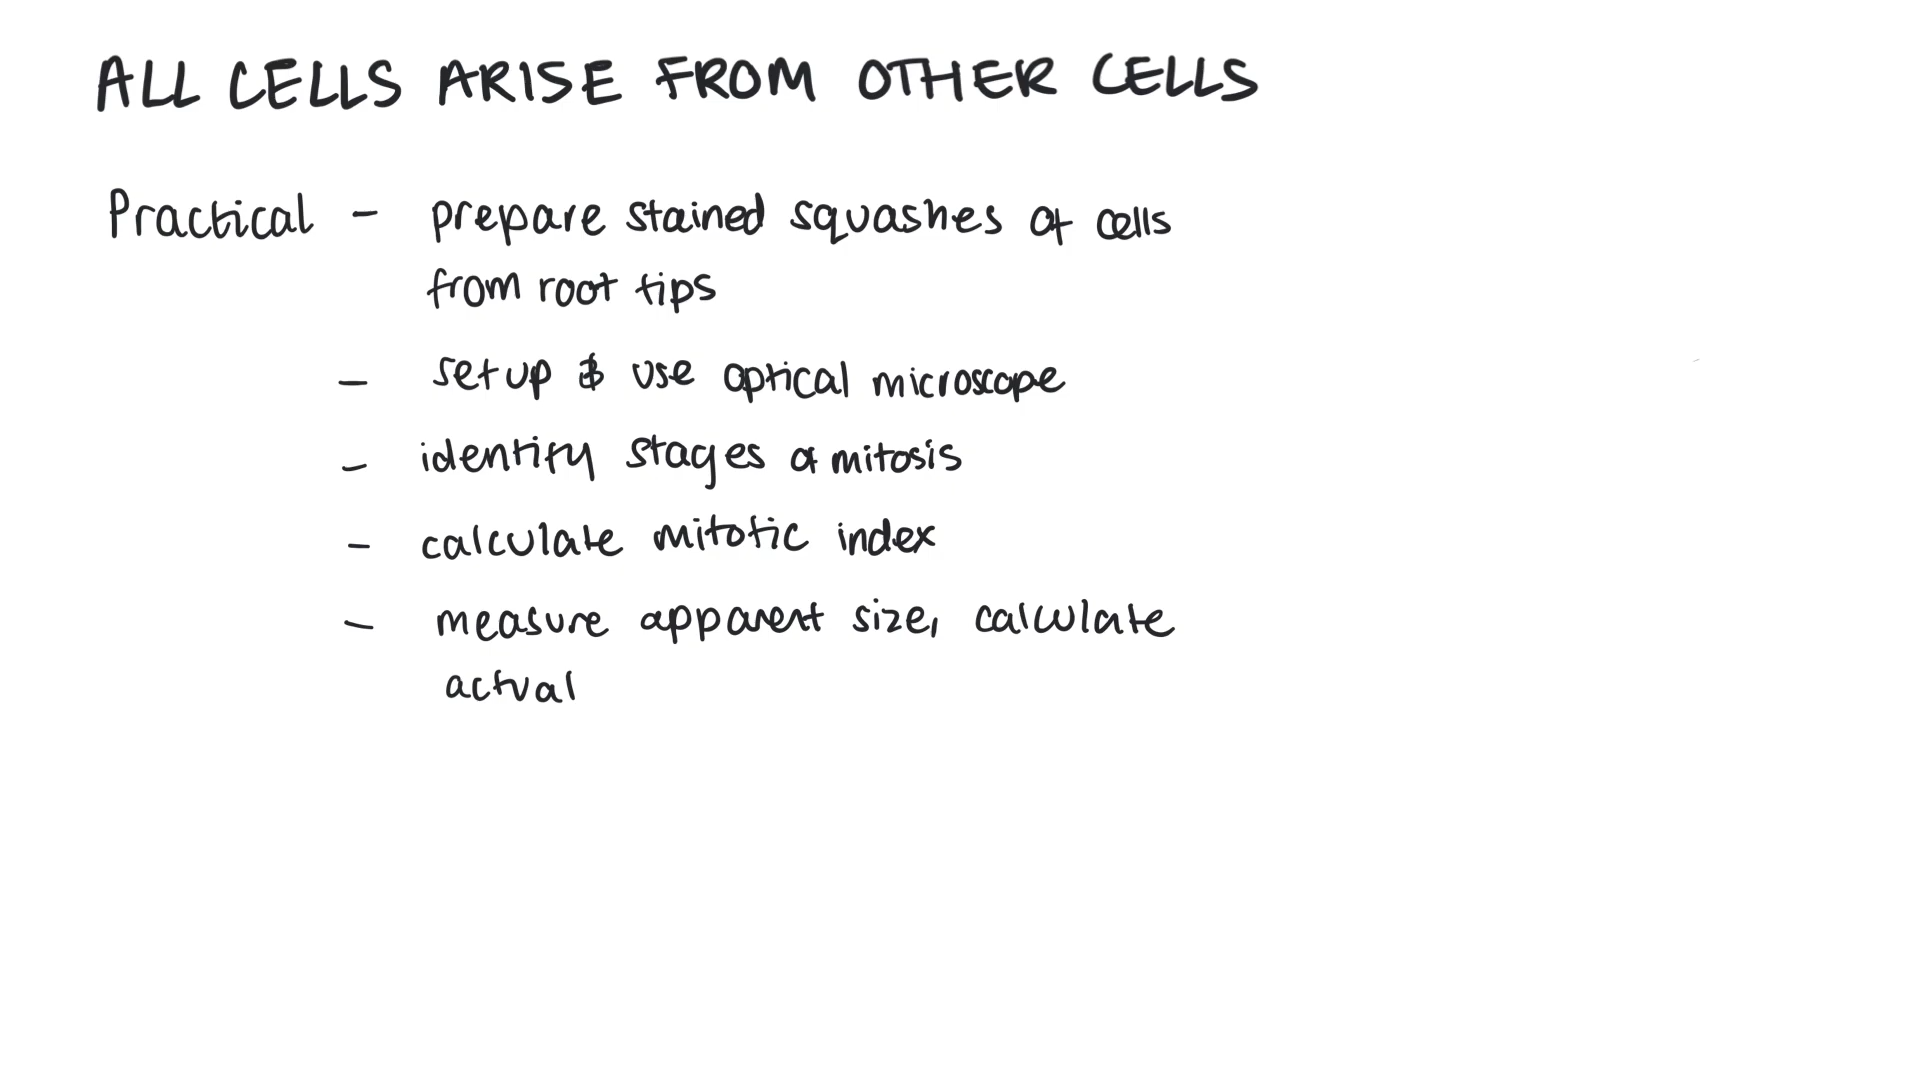 ALL CELLS ARISE FROM OTHER CELLS
Practical - prepare stained squashes of cells
from root tips
- setup & use optical microscope
- identify stages of mitosis
- calculate mitotic index
- measure apparent size, calculate
actual